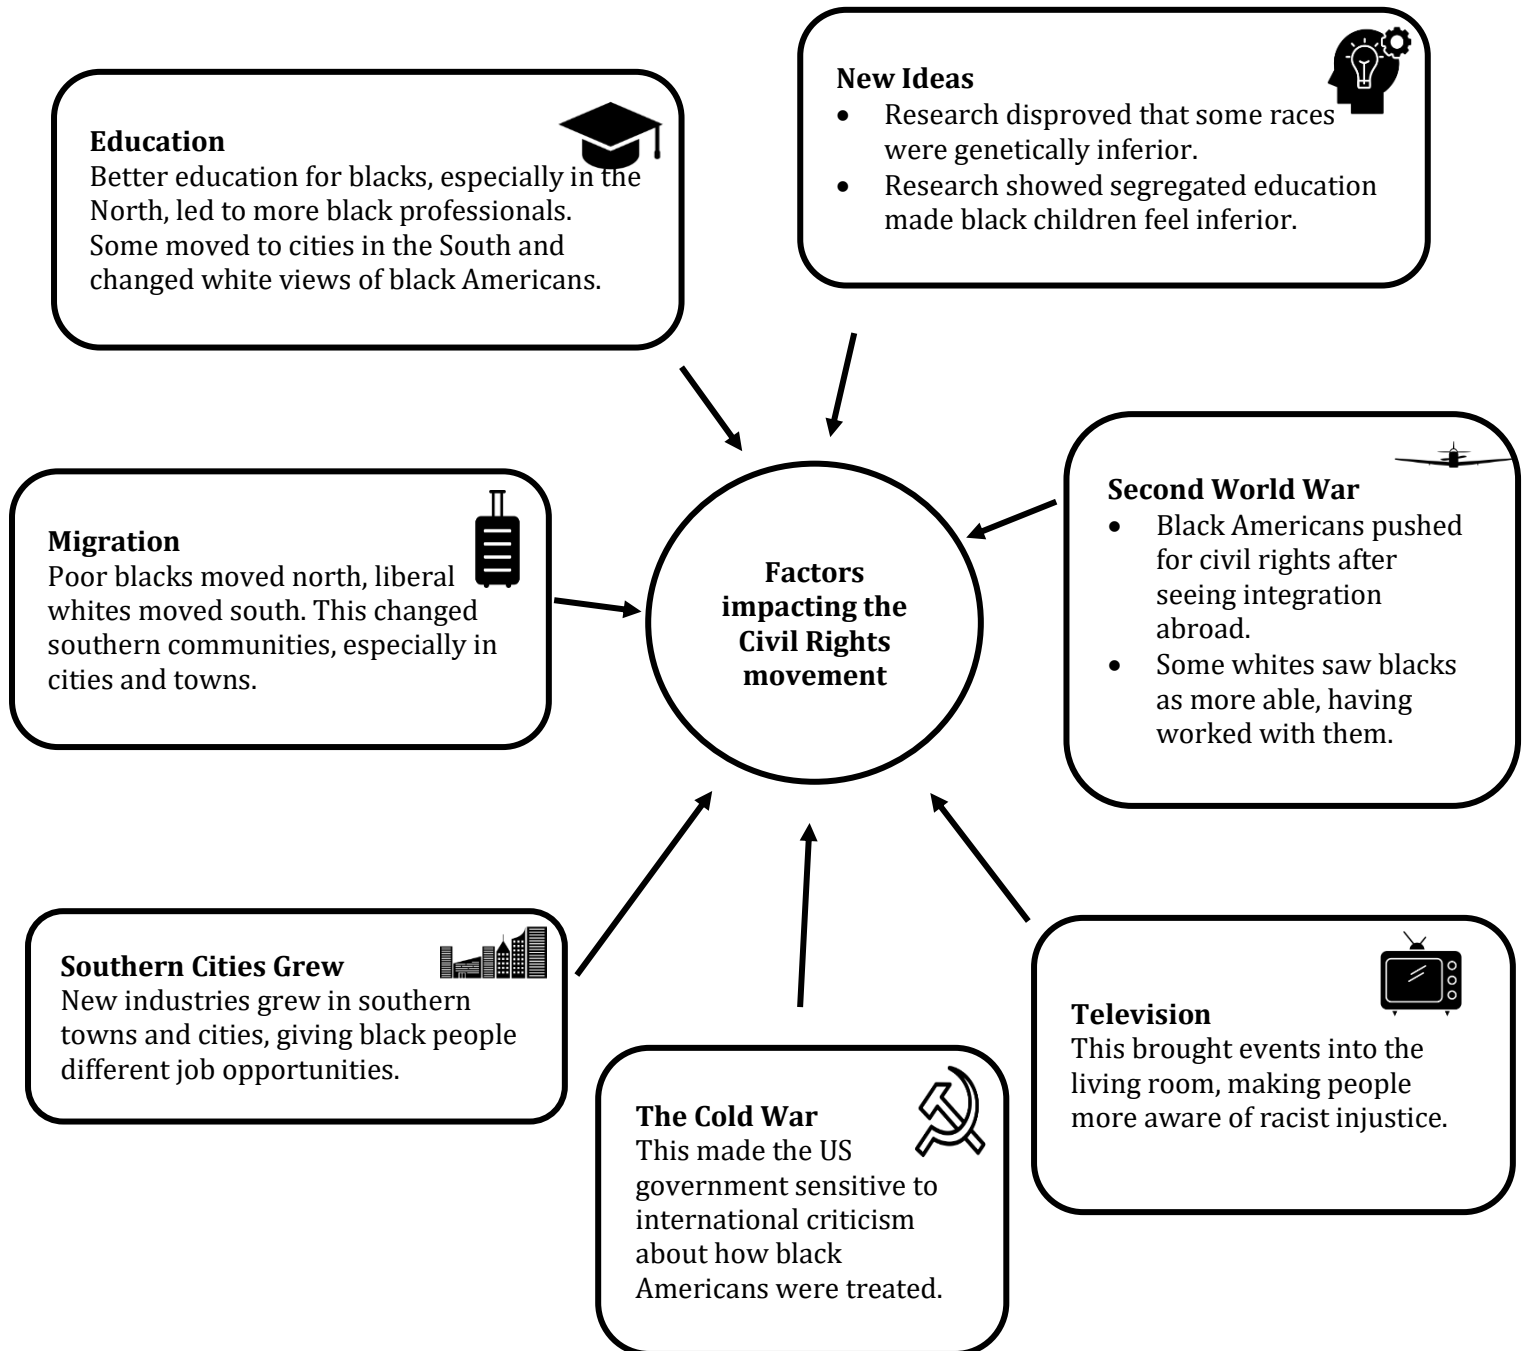 New Ideas
• Research disproved that some races
were genetically inferior.
• Research showed segregated education
made black children feel inferior.
Education
Better education for blacks, especially in the
North, led to more black professionals.
Some moved to cities in the South and
changed white views of black Americans.
Second World War
• Black Americans pushed
for civil rights after
seeing integration
abroad.
• Some whites saw blacks
as more able, having
worked with them.
Migration
Poor blacks moved north, liberal
whites moved south. This changed
southern communities, especially in
cities and towns.
Factors
impacting the
Civil Rights
movement
Southern Cities Grew
New industries grew in southern
towns and cities, giving black people
different job opportunities.
Television
This brought events into the
living room, making people
more aware of racist injustice.
The Cold War
This made the US
government sensitive to
international criticism
about how black
Americans were treated.